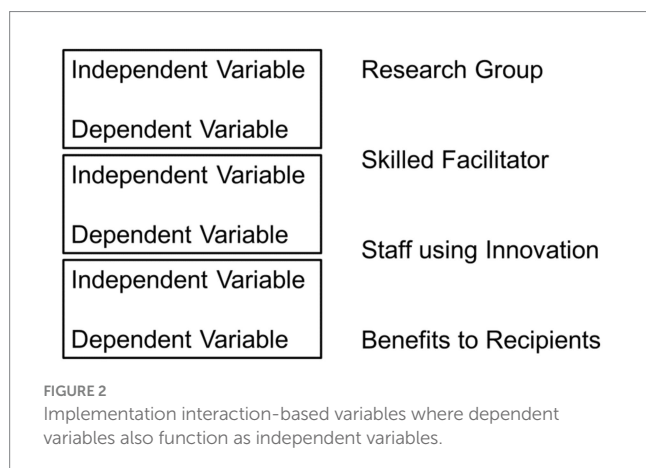 Independent Variable
Research Group
Dependent Variable
Skilled Facilitator
Independent Variable
Dependent Variable
Staff using Innovation
Independent Variable
Dependent Variable
Benefits to Recipients
FIGURE 2
Implementation interaction-based variables where dependent
variables also function as independent variables.